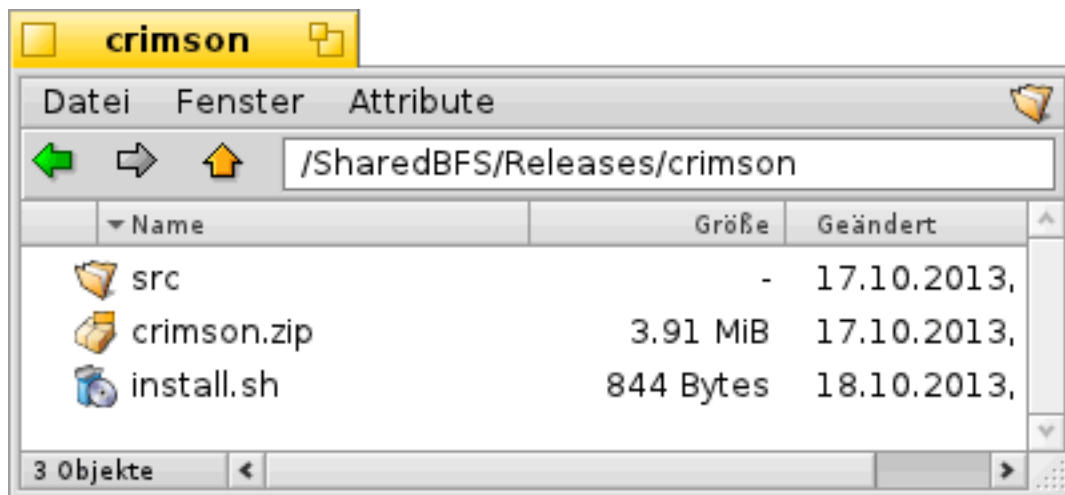 crimson
Datei Fenster Attribute
/SharedBFS/Releases/crimson
Name Größe Geändert
src - 17.10.2013,
crimson.zip 3.91 MiB 17.10.2013,
install.sh 844 Bytes 18.10.2013,
3 Objekte